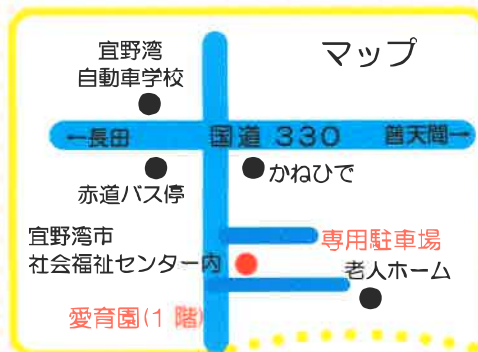 マップ
宜野湾
自動車学校
←長田 国道 330 普天間→
赤道バス停
かねひで
宜野湾市
社会福祉センター内
専用駐車場
老人ホーム
愛育園(1 階)